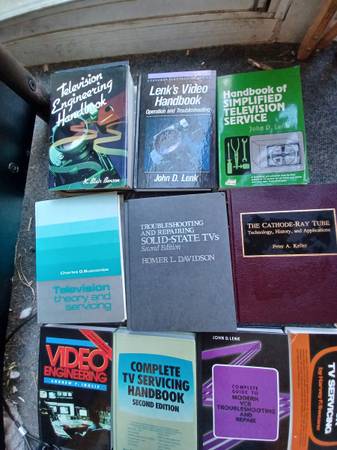 Television
Engineering
Handbook
K. Blair Benson
Lenk's Video
Handbook
Operation and Troubleshooting
John D. Lenk
Handbook of
SIMPLIFIED
TELEVISION
SERVICE
John D. Lenk
Television
theory and
servicing
TROUBLESHOOTING
AND REPAIRING
SOLID-STATE TVs
Second Edition
HOMER L. DAVIDSON
THE CATHODE-RAY TUBE
Technology, History, and Applications
Peter A. Keller
VIDEO
ENGINEERING
ANDREW F. INGLIS
COMPLETE
TV SERVICING
HANDBOOK
SECOND EDITION
JOHN D. LENK
COMPLETE
GUIDE TO
MODERN
VCR
TROUBLESHOOTING
AND
REPAIR
TV SERVICING